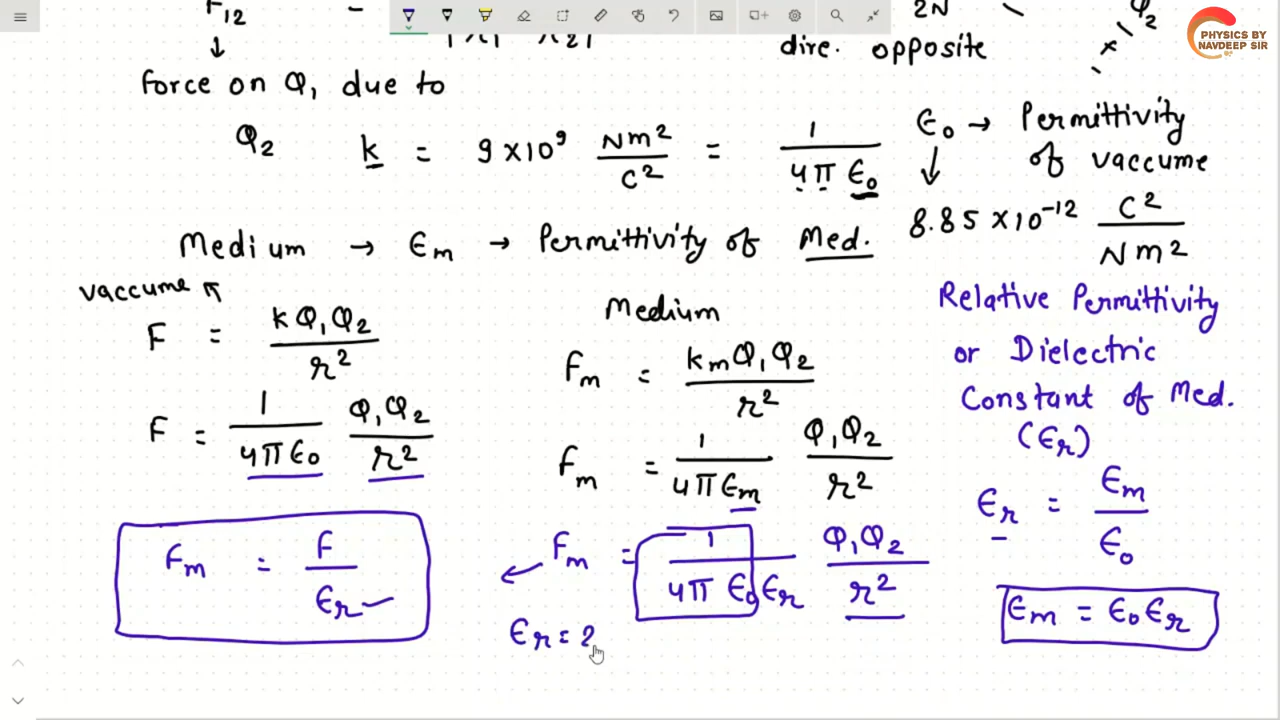 F12
2N
Q2
PHYSICS BY
NAVDEEP SIR
dire. opposite
force on Q1 due to
Q2
k = 9×10⁹ Nm²/C² = 1/4πϵ0
ϵ0 → Permittivity
of vaccume
8.85 ×10⁻¹² C²/Nm²
Medium → ϵm → Permittivity of Med.
vaccume
F = kQ1Q2/r²
F = 1/4πϵ0 Q1Q2/r²
Fm = F/ϵr
Medium
Fm = kmQ1Q2/r²
Fm = 1/4πϵm Q1Q2/r²
Fm = 1/4πϵ0ϵr Q1Q2/r²
ϵr = 2
Relative Permittivity
or Dielectric
Constant of Med.
(ϵr)
ϵr = ϵm/ϵ0
ϵm = ϵ0ϵr